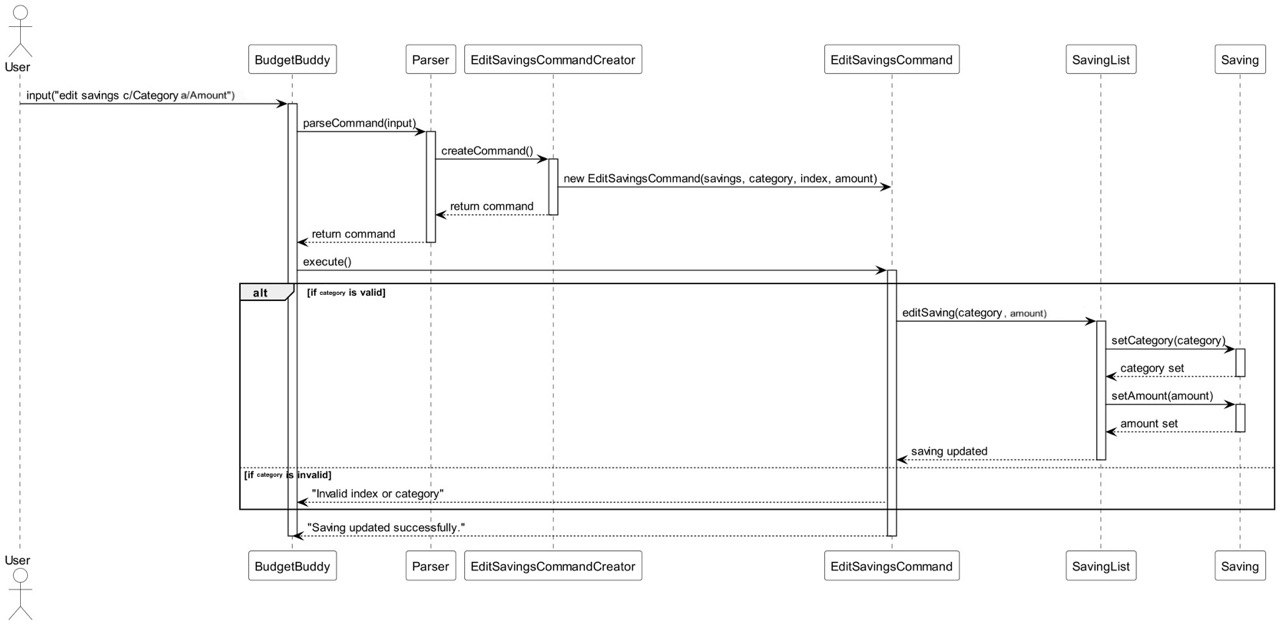 User
BudgetBuddy Parser EditSavingsCommandCreator EditSavingsCommand SavingList Saving
input("edit savings c/Category a/Amount")
parseCommand(input)
createCommand()
new EditSavingsCommand(savings, category, index, amount)
return command
return command
execute()
alt [if category is valid]
editSaving(category, amount)
setCategory(category)
category set
setAmount(amount)
amount set
saving updated
[if category is invalid]
"Invalid index or category"
"Saving updated successfully."
User
BudgetBuddy Parser EditSavingsCommandCreator EditSavingsCommand SavingList Saving